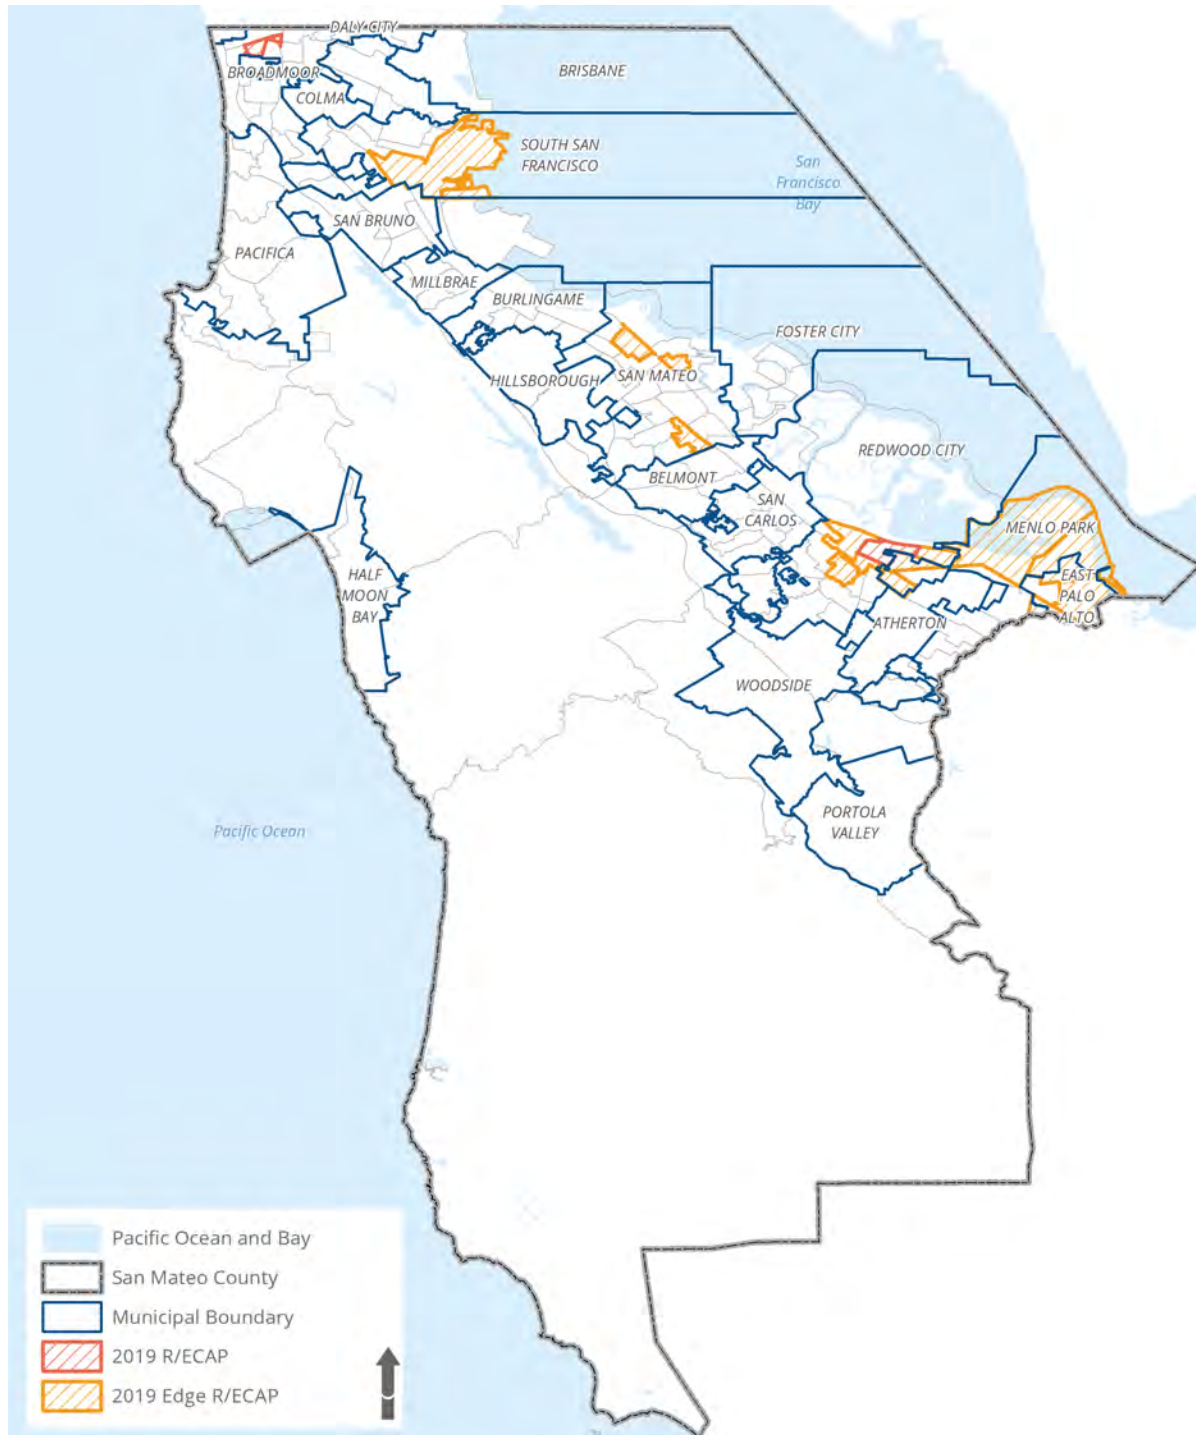 DALY CITY
BROADMOOR
BRISBANE
COLMA
SOUTH SAN
FRANCISCO
San
Francisco
Bay
SAN BRUNO
PACIFICA
MILLBRAE
BURLINGAME
FOSTER CITY
HILLSBOROUGH
SAN MATEO
REDWOOD CITY
BELMONT
SAN
CARLOS
MENLO PARK
HALF
MOON
BAY
EAST
PALO
ALTO
ATHERTON
WOODSIDE
PORTOLA
VALLEY
Pacific Ocean
Pacific Ocean and Bay
San Mateo County
Municipal Boundary
2019 R/ECAP
2019 Edge R/ECAP